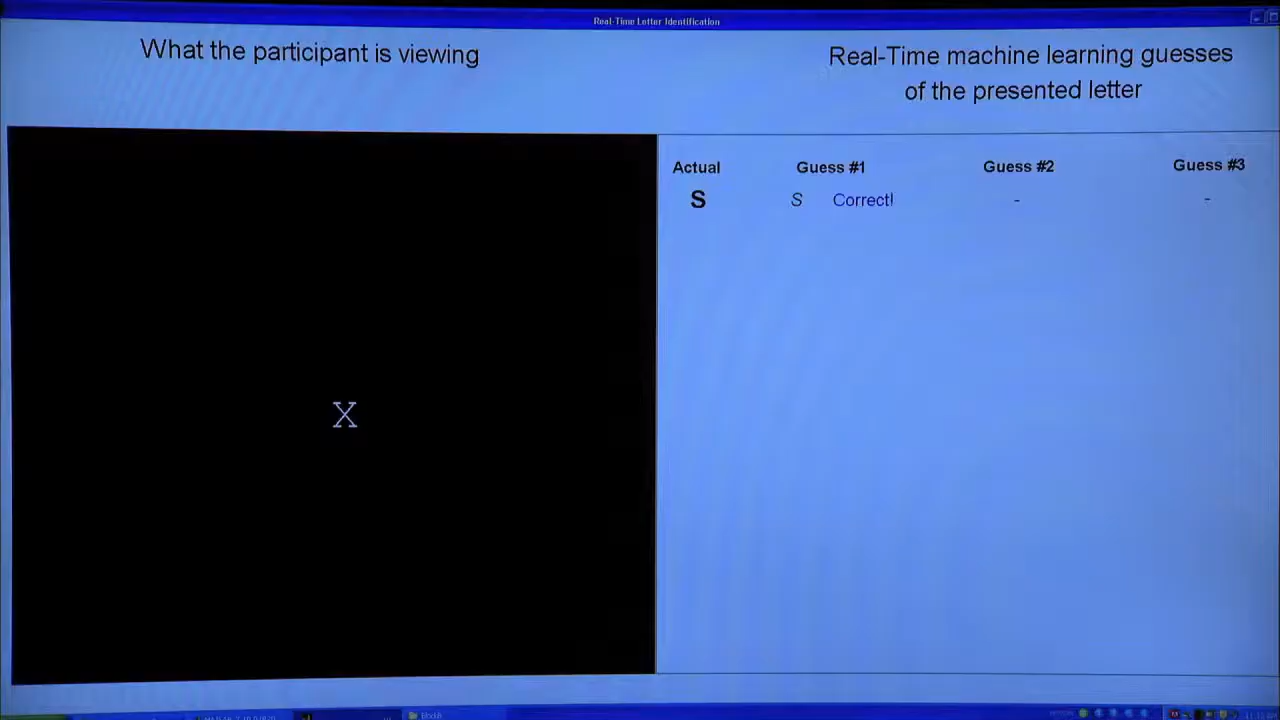 Real-Time Letter Identification
What the participant is viewing
Real-Time machine learning guesses
of the presented letter
Actual Guess #1 Guess #2 Guess #3
S S Correct! - -
X